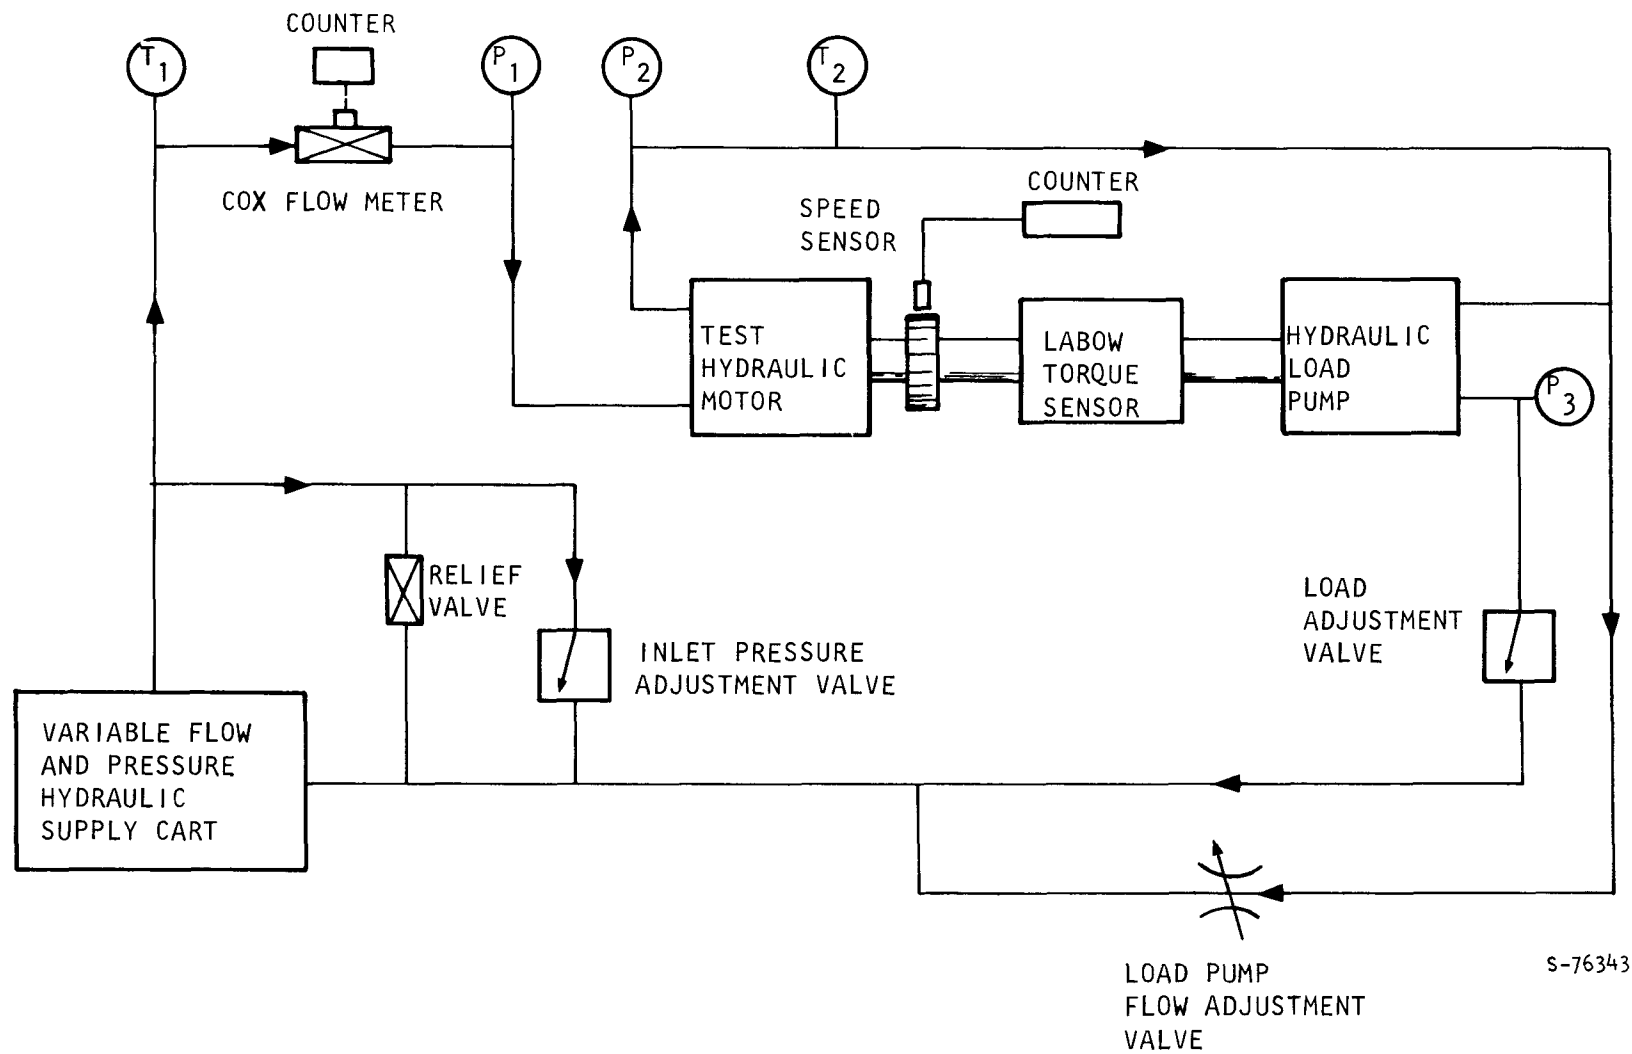 COUNTER
T1
P1
P2
T2
COX FLOW METER
COUNTER
SPEED
SENSOR
TEST
HYDRAULIC
MOTOR
LABOW
TORQUE
SENSOR
HYDRAULIC
LOAD
PUMP
P3
RELIEF
VALVE
INLET PRESSURE
ADJUSTMENT VALVE
LOAD
ADJUSTMENT
VALVE
VARIABLE FLOW
AND PRESSURE
HYDRAULIC
SUPPLY CART
LOAD PUMP
FLOW ADJUSTMENT
VALVE
S-76343